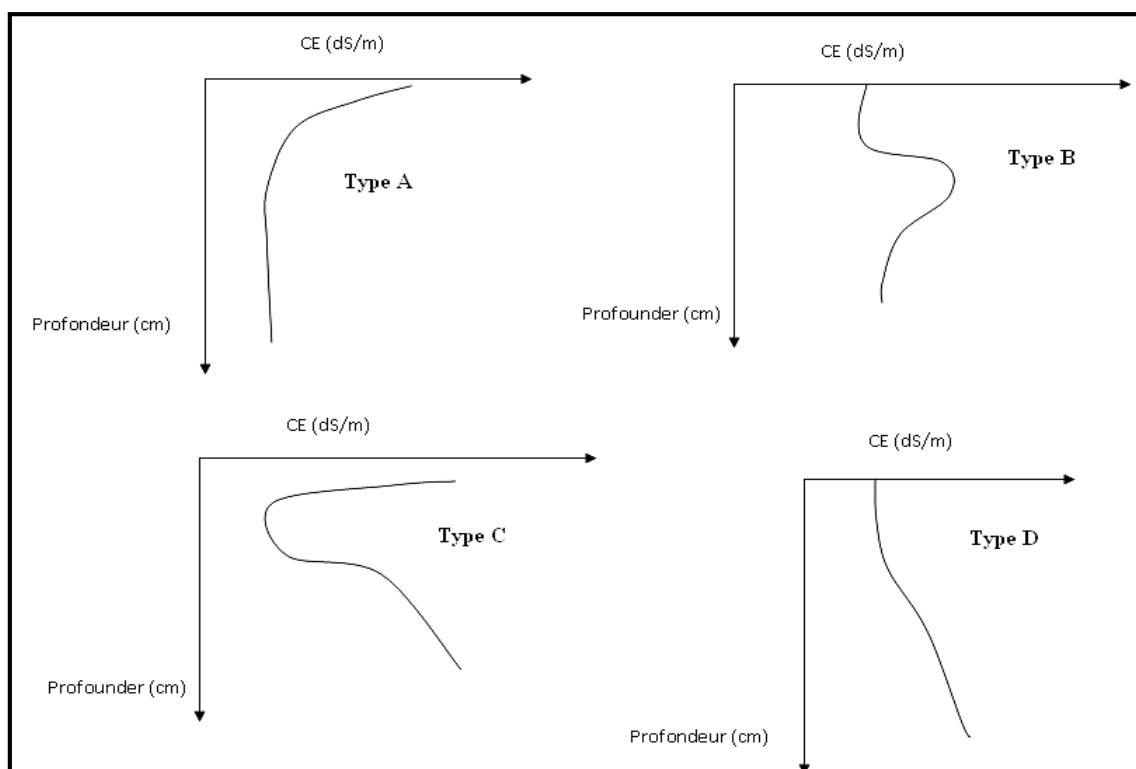 CE (dS/m)
Type A
Profondeur (cm)
CE (dS/m)
Type B
Profounder (cm)
CE (dS/m)
Type C
Profounder (cm)
CE (dS/m)
Type D
Profondeur (cm)